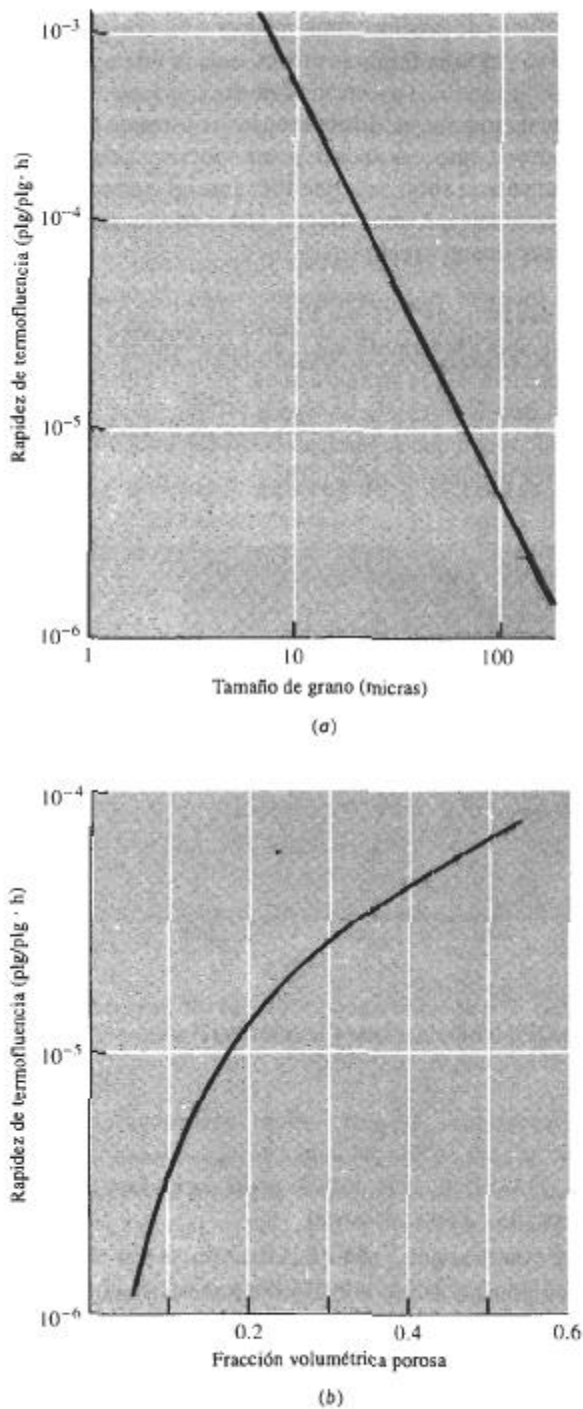 10⁻³
10⁻⁴
10⁻⁵
10⁻⁶
Rapidez de termofluencia (plg/plg· h)
1
10
100
Tamaño de grano (micras)
(a)
10⁻⁴
10⁻⁵
10⁻⁶
Rapidez de termofluencia (plg/plg · h)
0.2
0.4
0.6
Fracción volumétrica porosa
(b)